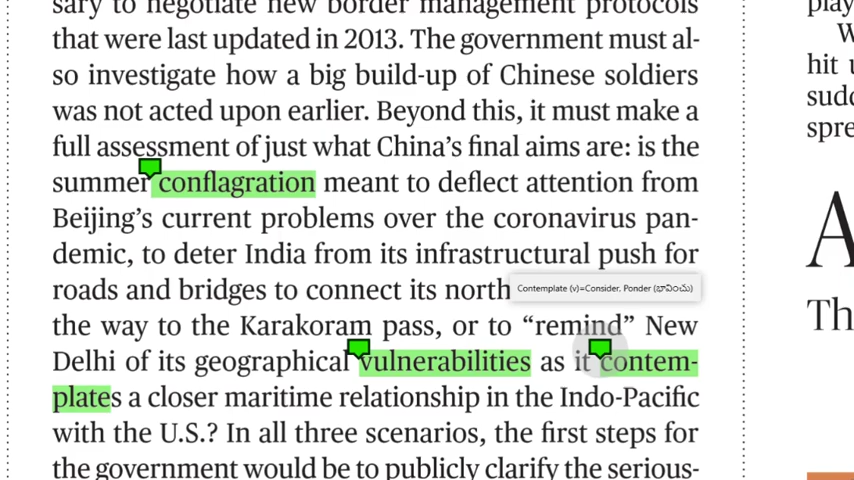 sary to negotiate new border management protocols
that were last updated in 2013. The government must al-
so investigate how a big build-up of Chinese soldiers
was not acted upon earlier. Beyond this, it must make a
full assessment of just what China's final aims are: is the
summer conflagration meant to deflect attention from
Beijing's current problems over the coronavirus pan-
demic, to deter India from its infrastructural push for
roads and bridges to connect its north
Contemplate (v)=Consider, Ponder (భావించు)
the way to the Karakoram pass, or to “remind” New
Delhi of its geographical vulnerabilities as it contem-
plates a closer maritime relationship in the Indo-Pacific
with the U.S.? In all three scenarios, the first steps for
the government would be to publicly clarify the serious-
play
W
hit
sudd
spre
A
Th